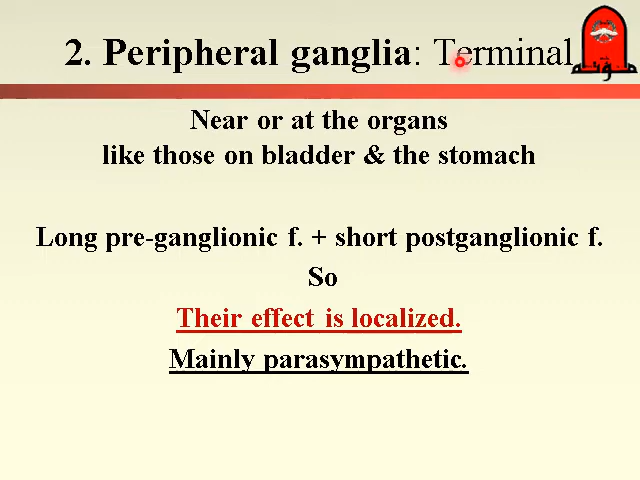 2. Peripheral ganglia: Terminal
مؤتة
Near or at the organs
like those on bladder & the stomach
Long pre-ganglionic f. + short postganglionic f.
So
Their effect is localized.
Mainly parasympathetic.